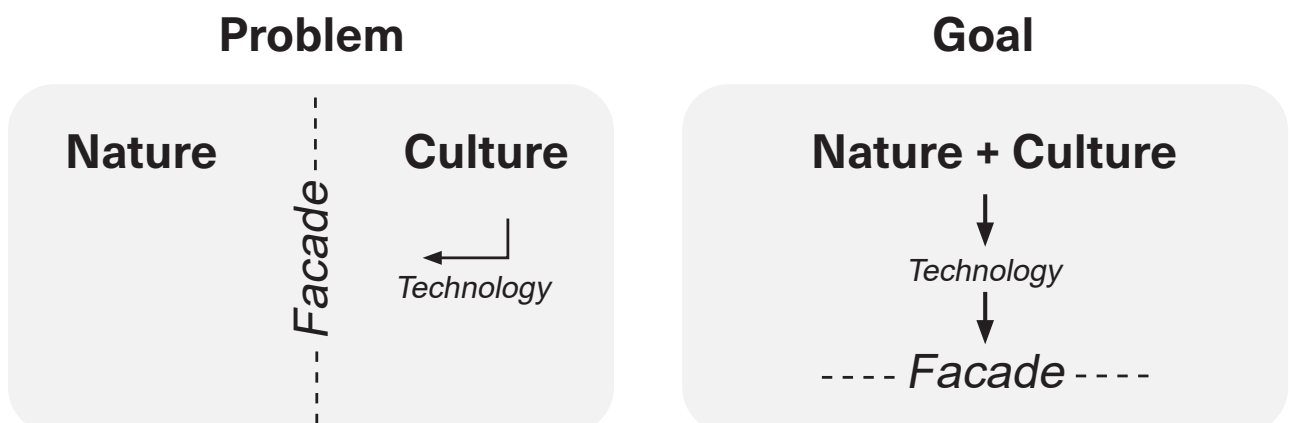 Problem
Nature
Facade
Culture
Technology
Goal
Nature + Culture
Technology
Facade